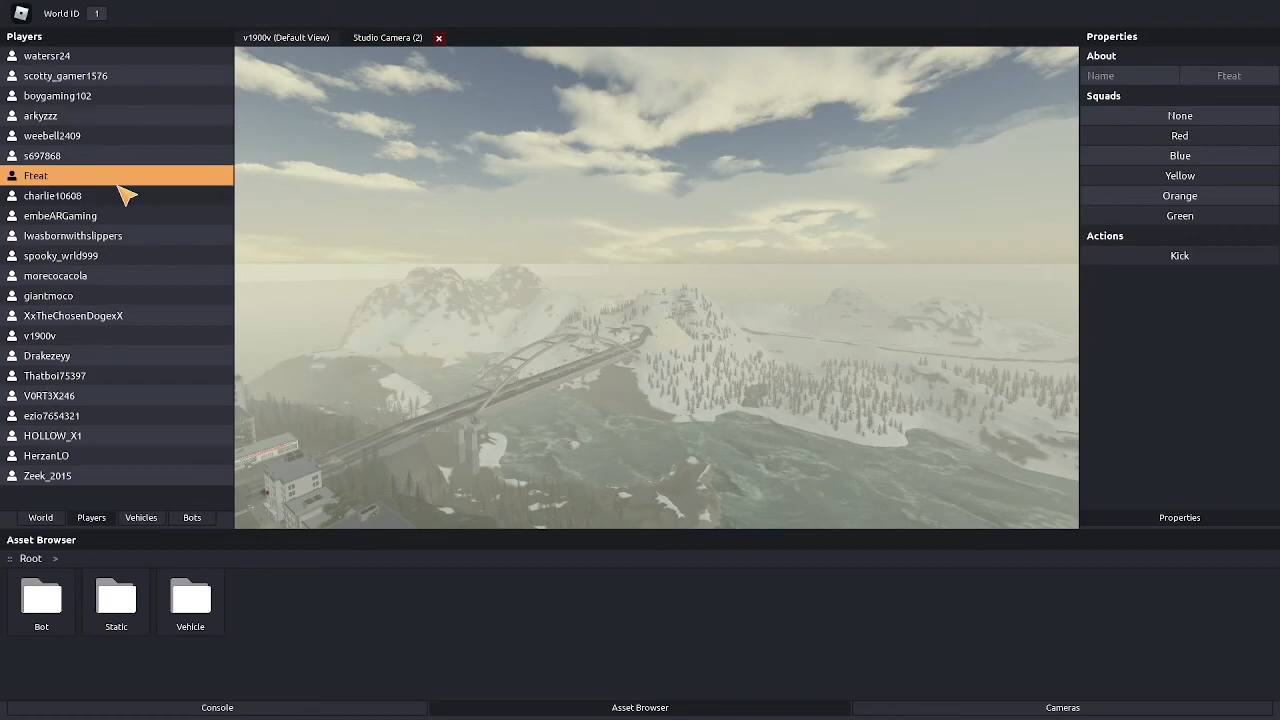 World ID 1
Players
watersr24
scotty_gamer1576
boygaming102
arkyzzz
weebell2409
s697868
Fteat
charlie10608
embeARGaming
Iwasbornwithslippers
spooky_wrld999
morecocacola
giantmoco
XxTheChosenDogexX
v1900v
Drakezeyy
Thatboi75397
V0RT3X246
ezio7654321
HOLLOW_X1
HerzanLO
Zeek_2015
World Players Vehicles Bots
v1900v (Default View) Studio Camera (2) x
Properties
About
Name Fteat
Squads
None
Red
Blue
Yellow
Orange
Green
Actions
Kick
Properties
Asset Browser
:: Root >
Bot Static Vehicle
Console Asset Browser Cameras